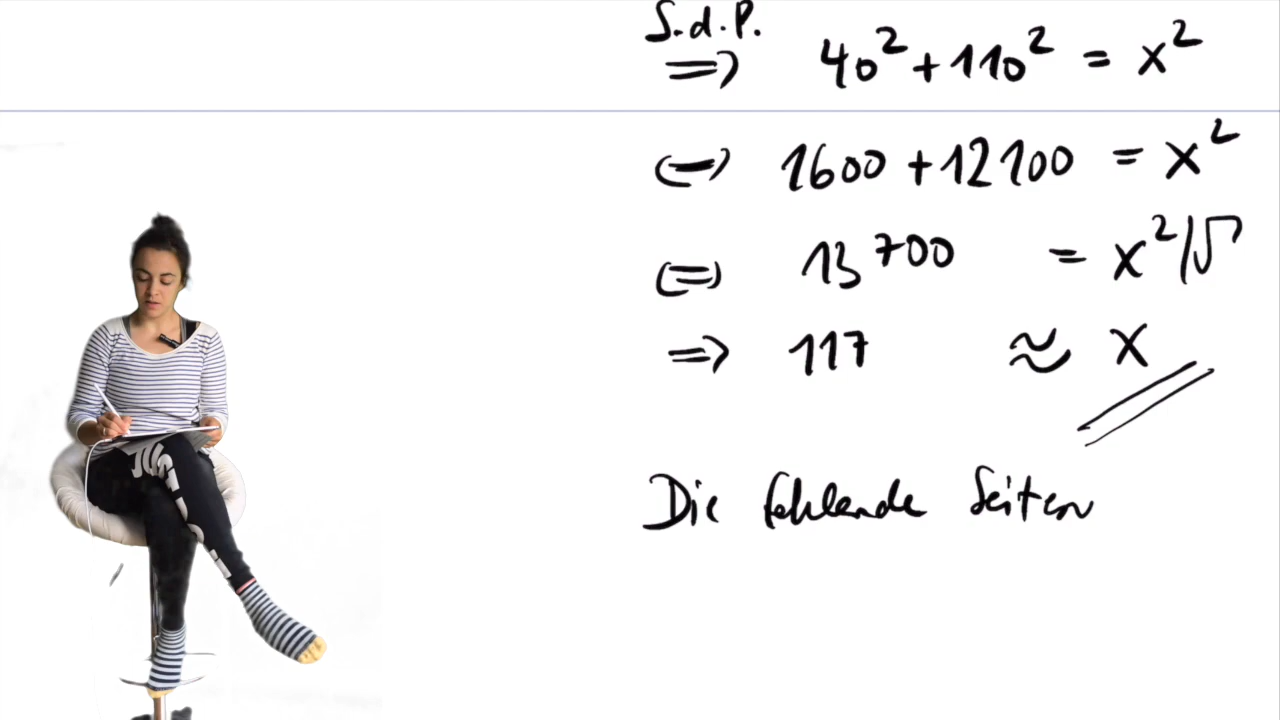 S.d.P.
=> 40² + 110² = x²
<=> 1600 + 12100 = x²
<=> 13700 = x² |√
=> 117 ≈ x
Die fehlende Seiten